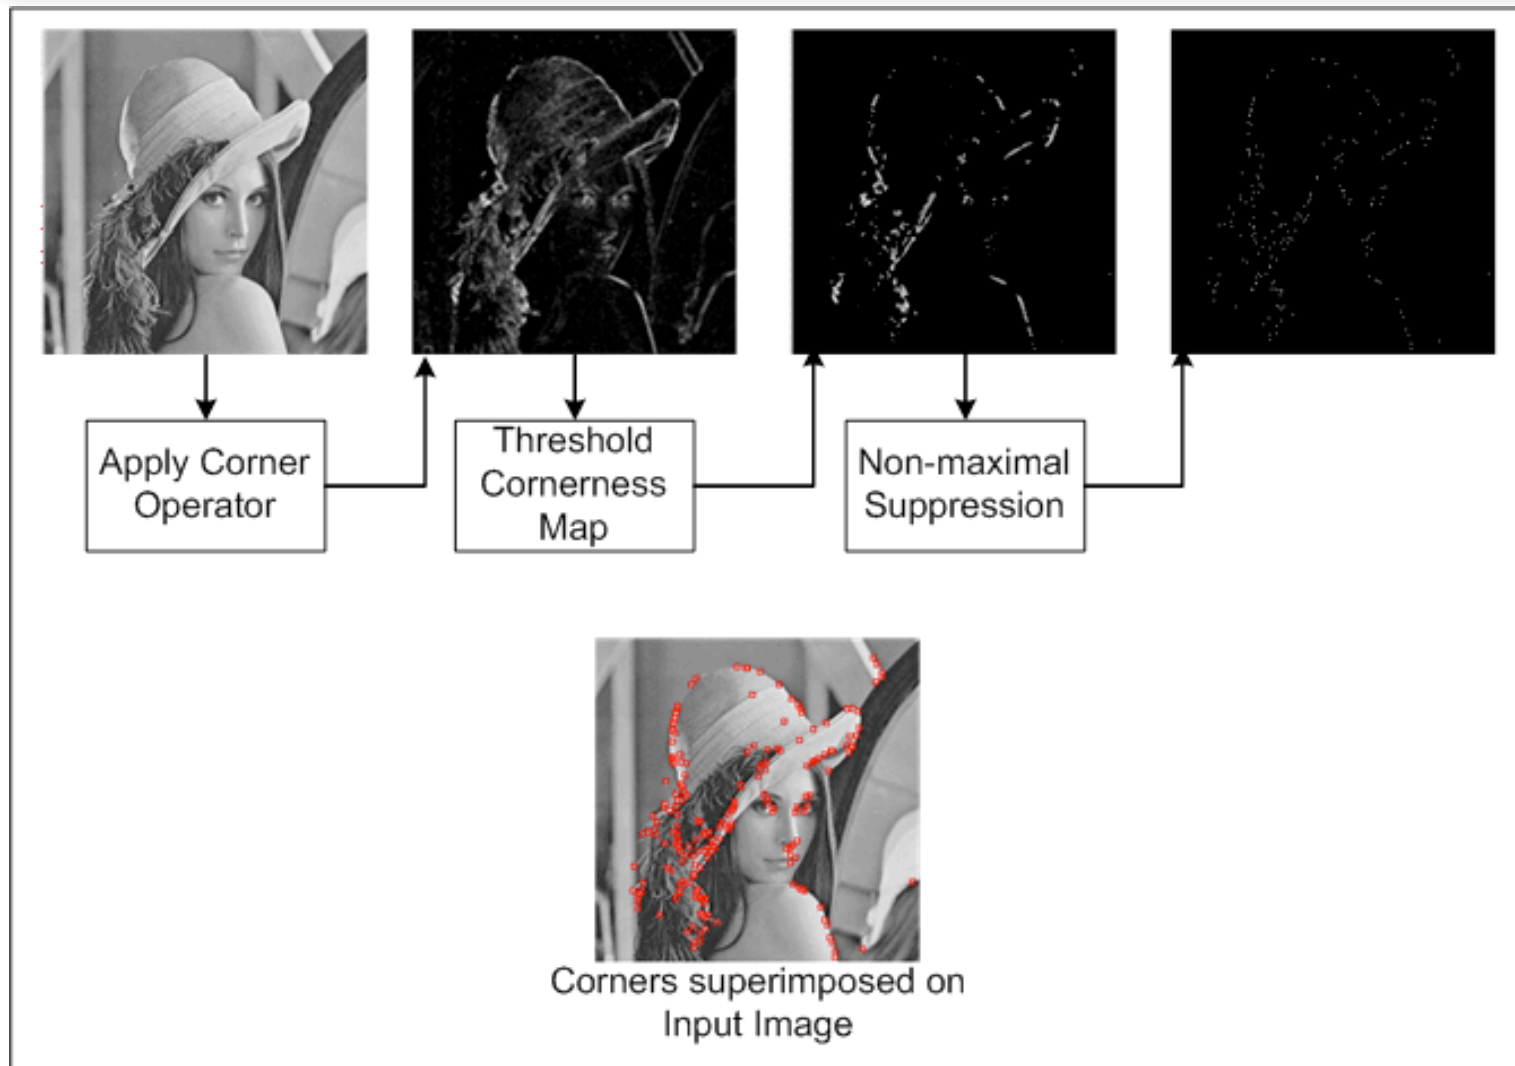 Apply Corner
Operator
Threshold
Cornerness
Map
Non-maximal
Suppression
Corners superimposed on
Input Image